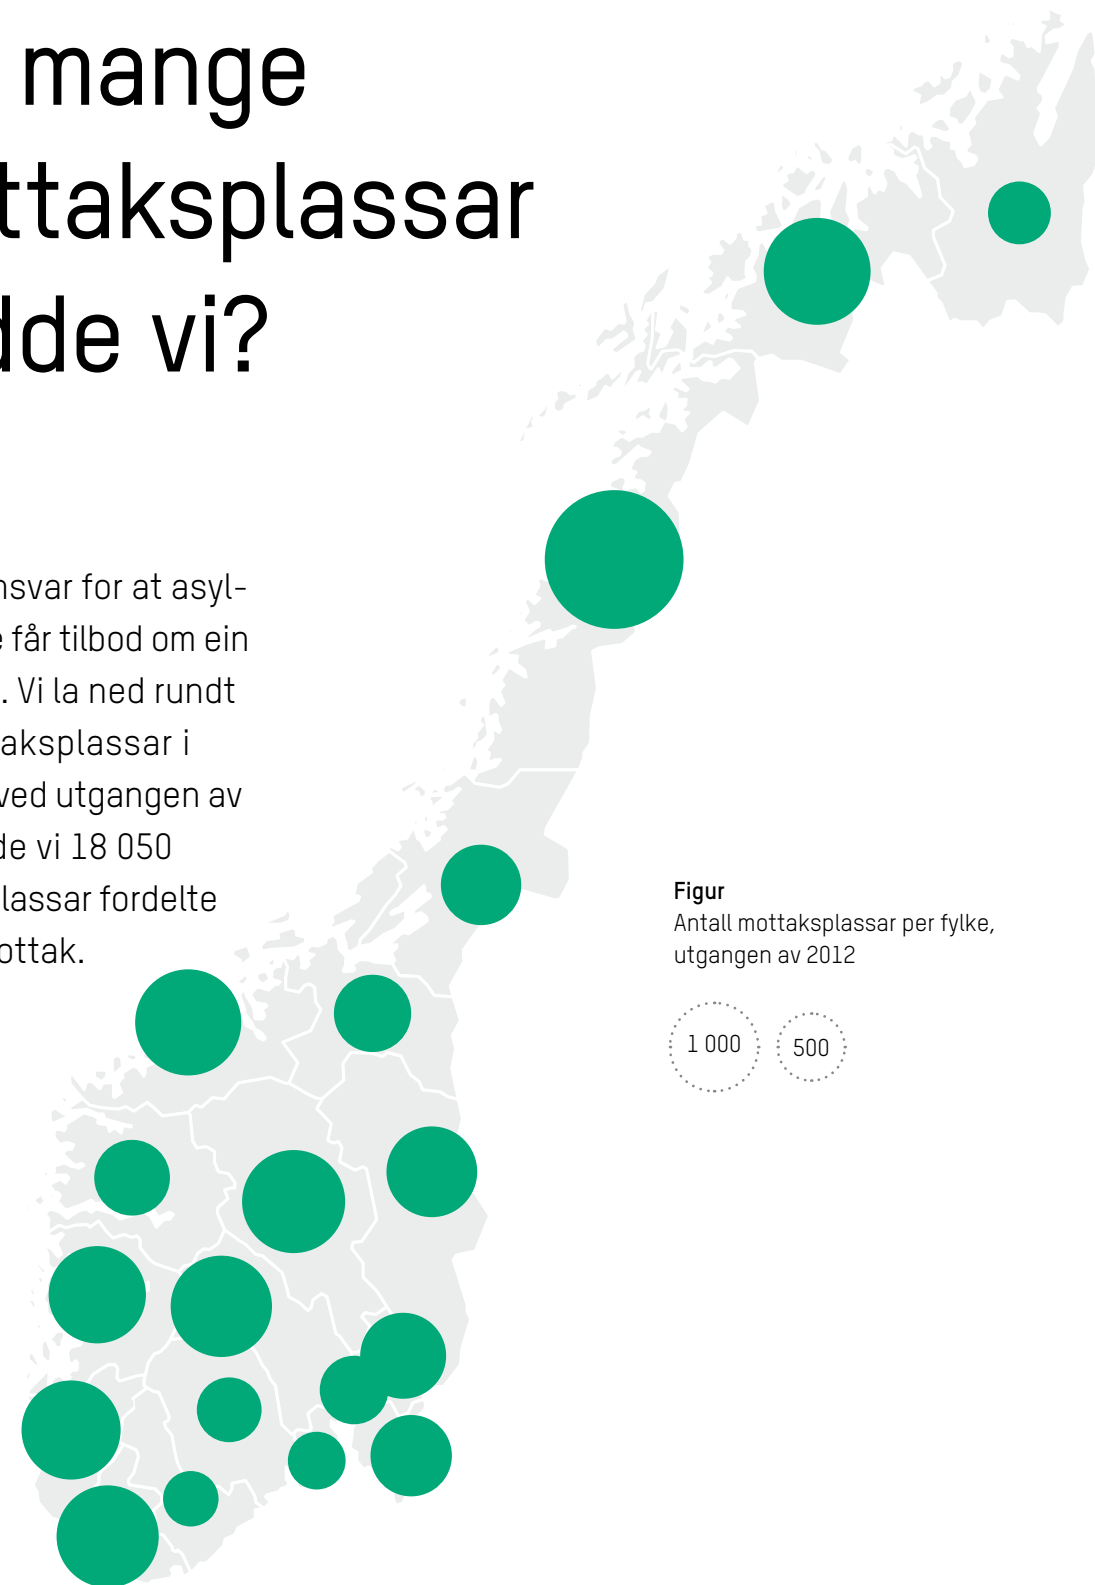 mange
ttaksplassar
dde vi?
nsvar for at asyl-
e får tilbod om ein
. Vi la ned rundt
aksplassar i
ved utgangen av
de vi 18 050
lassar fordelte
ottak.
Figur
Antall mottaksplassar per fylke,
utgangen av 2012
1 000
500